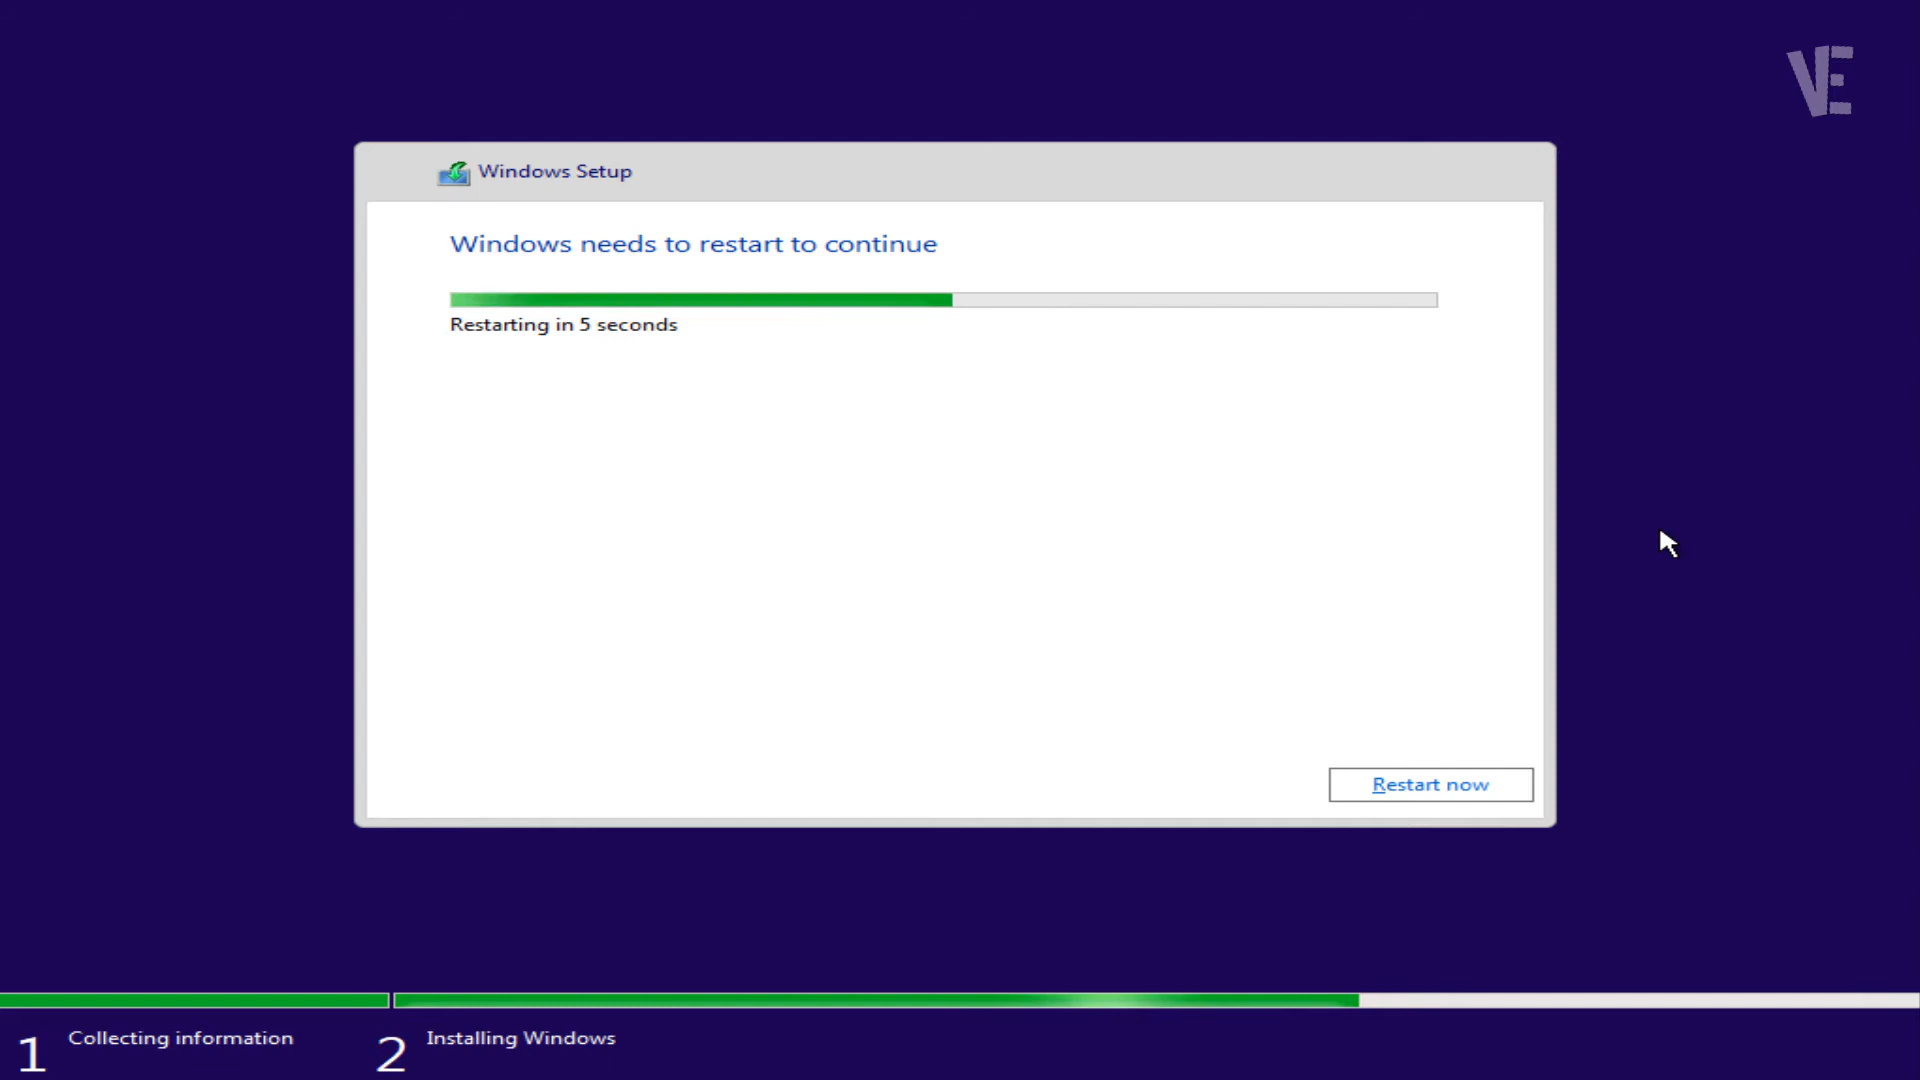 VE
Windows Setup
Windows needs to restart to continue
Restarting in 5 seconds
Restart now
1 Collecting information 2 Installing Windows